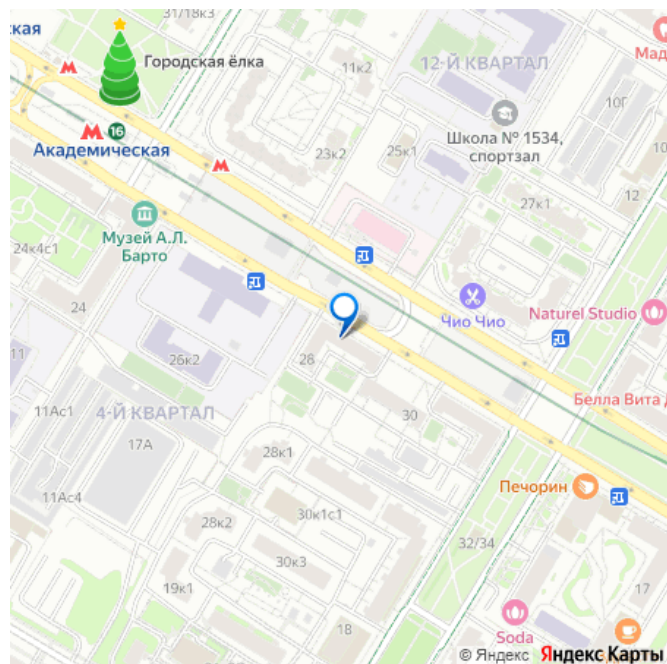 31/18к3
ская
Городская ёлка
11к2
12-Й КВАРТАЛ
Мад
10Г
16
Академическая
Школа № 1534,
спортзал
23к2
25к1
12
27к1
Музей А.Л.
Барто
24к4с1
24
Чио Чио
Naturel Studio
11
26к2
28
Белла Вита Д
11Ас1
4-Й КВАРТАЛ
30
17А
28к1
Печорин
11Ас4
28к2
30к1с1
32/34
30к3
19к1
17
18
Soda
© Яндекс Яндекс Карты